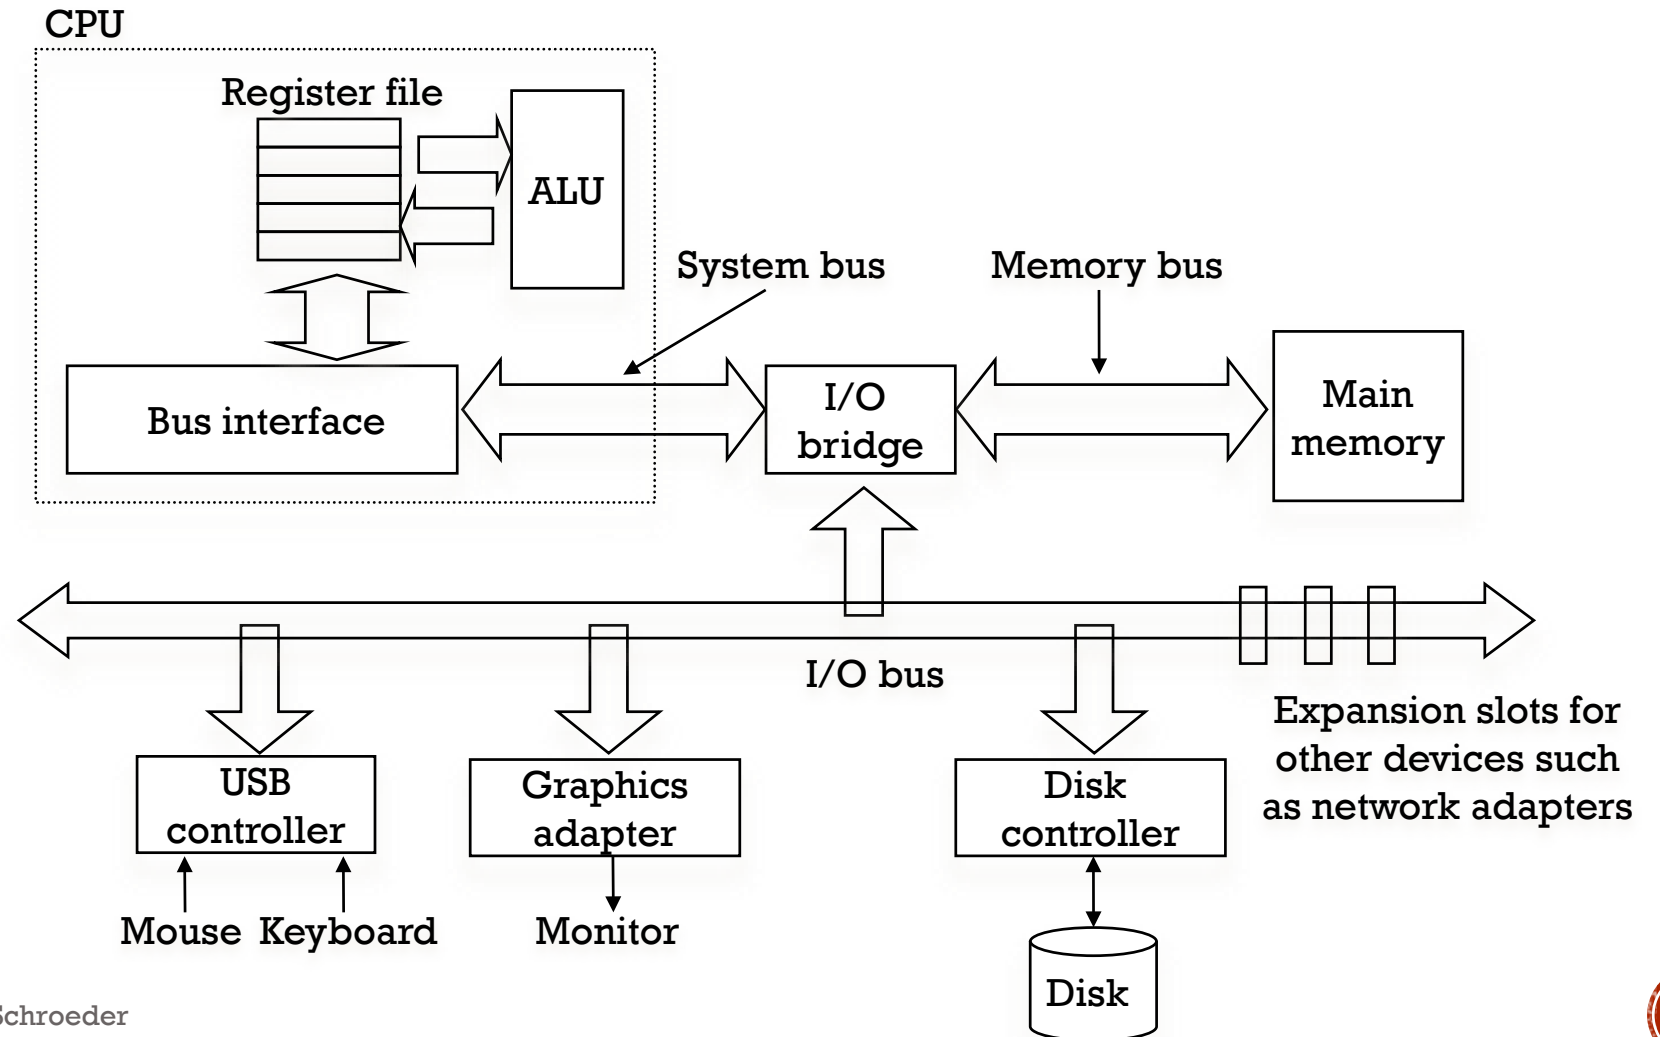 CPU
Register file
ALU
System bus
Memory bus
Bus interface
I/O
bridge
Main
memory
I/O bus
Expansion slots for
other devices such
as network adapters
USB
controller
Graphics
adapter
Disk
controller
Mouse
Keyboard
Monitor
Disk
Schroeder